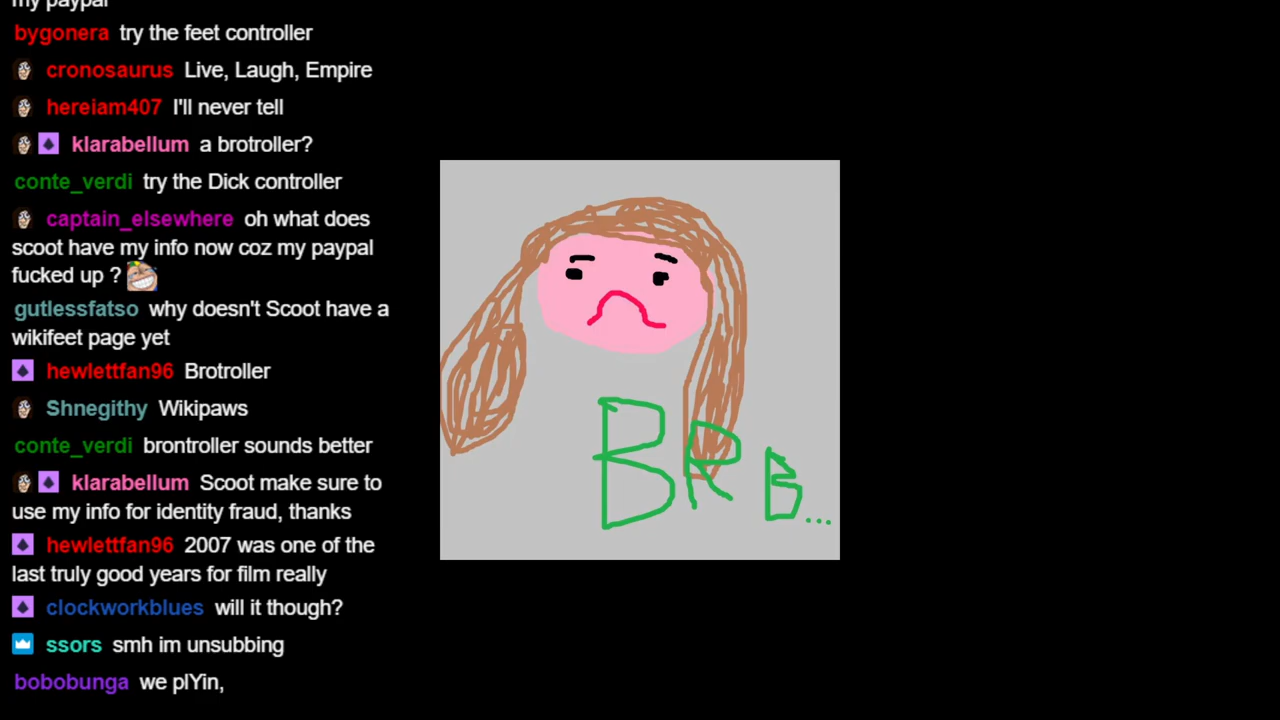 my paypal
bygonera try the feet controller
cronosaurus Live, Laugh, Empire
hereiam407 I'll never tell
klarabellum a brotroller?
conte_verdi try the Dick controller
captain_elsewhere oh what does
scoot have my info now coz my paypal
fucked up ?
gutlessfatso why doesn't Scoot have a
wikifeet page yet
hewlettfan96 Brotroller
Shnegithy Wikipaws
conte_verdi brontroller sounds better
klarabellum Scoot make sure to
use my info for identity fraud, thanks
hewlettfan96 2007 was one of the
last truly good years for film really
clockworkblues will it though?
ssors smh im unsubbing
bobobunga we plYin,
BRB...